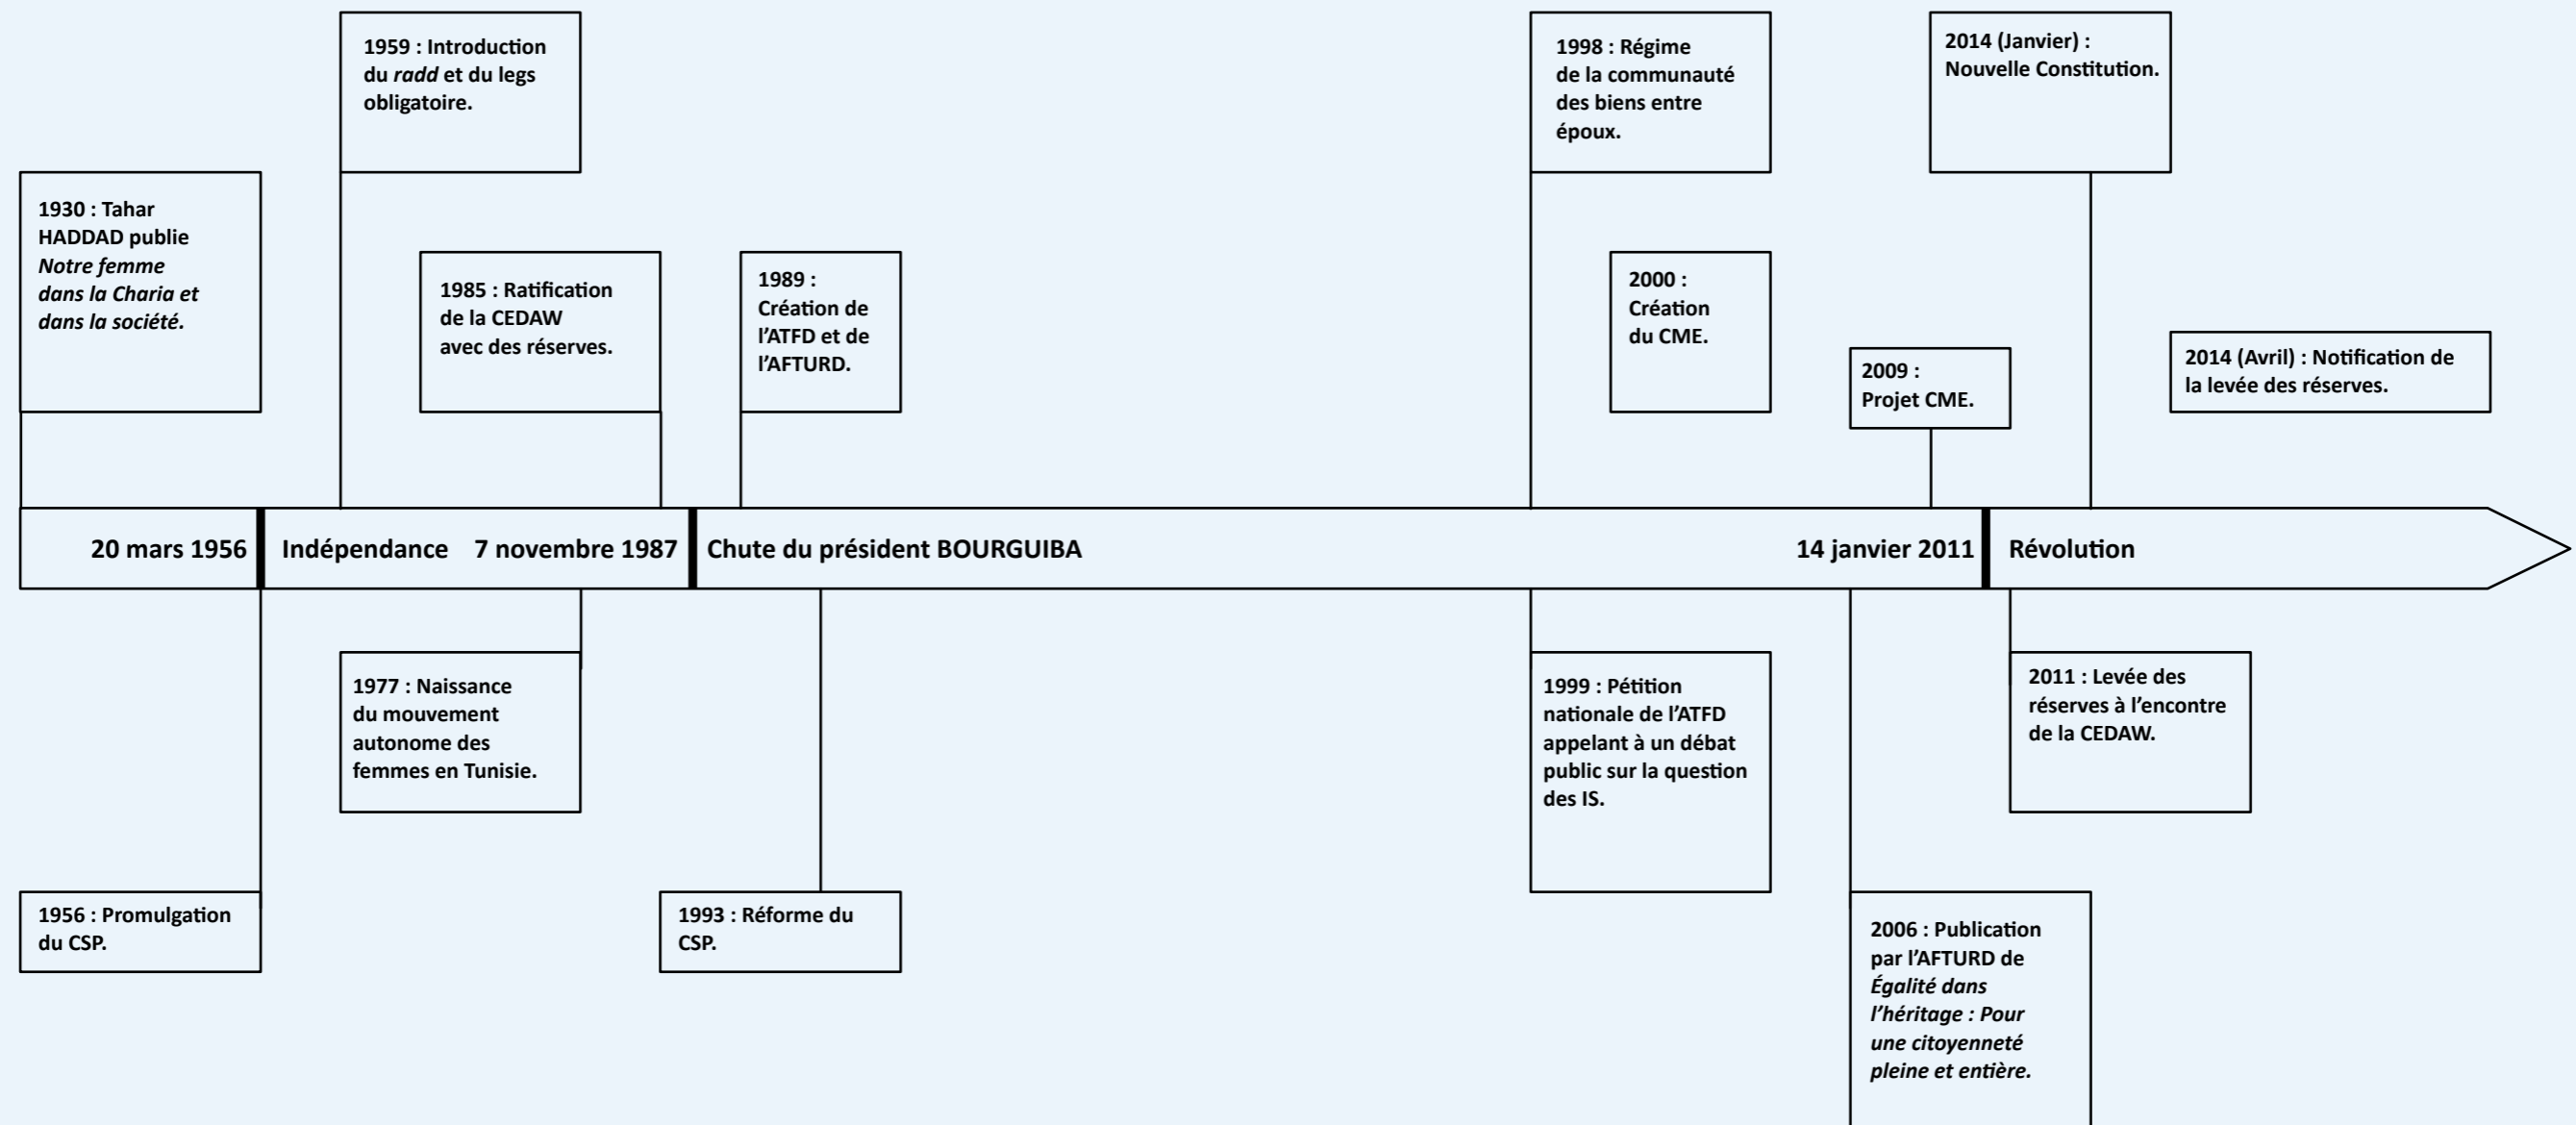 1959 : Introduction
du radd et du legs
obligatoire.
1998 : Régime
de la communauté
des biens entre
époux.
2014 (Janvier) :
Nouvelle Constitution.
1930 : Tahar
HADDAD publie
Notre femme
dans la Charia et
dans la société.
1985 : Ratification
de la CEDAW
avec des réserves.
1989 :
Création de
l’ATFD et de
l’AFTURD.
2000 :
Création
du CME.
2009 :
Projet CME.
2014 (Avril) : Notification de
la levée des réserves.
20 mars 1956 Indépendance 7 novembre 1987 Chute du président BOURGUIBA 14 janvier 2011 Révolution
1977 : Naissance
du mouvement
autonome des
femmes en Tunisie.
1999 : Pétition
nationale de l’ATFD
appelant à un débat
public sur la question
des IS.
2011 : Levée des
réserves à l’encontre
de la CEDAW.
1956 : Promulgation
du CSP.
1993 : Réforme du
CSP.
2006 : Publication
par l’AFTURD de
Égalité dans
l’héritage : Pour
une citoyenneté
pleine et entière.